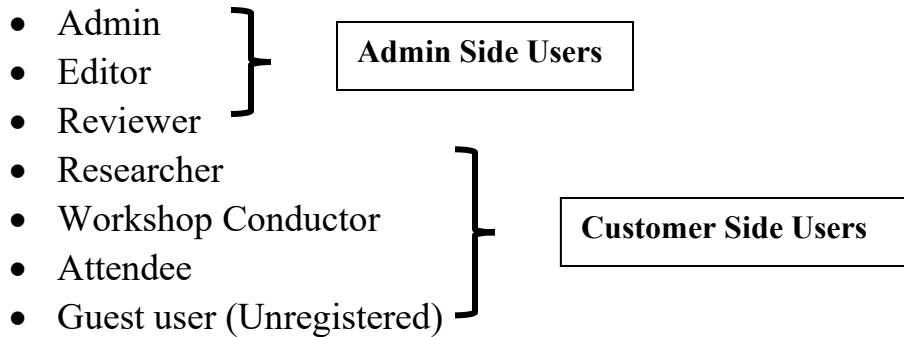 • Admin
• Editor
• Reviewer
Admin Side Users
• Researcher
• Workshop Conductor
• Attendee
• Guest user (Unregistered)
Customer Side Users